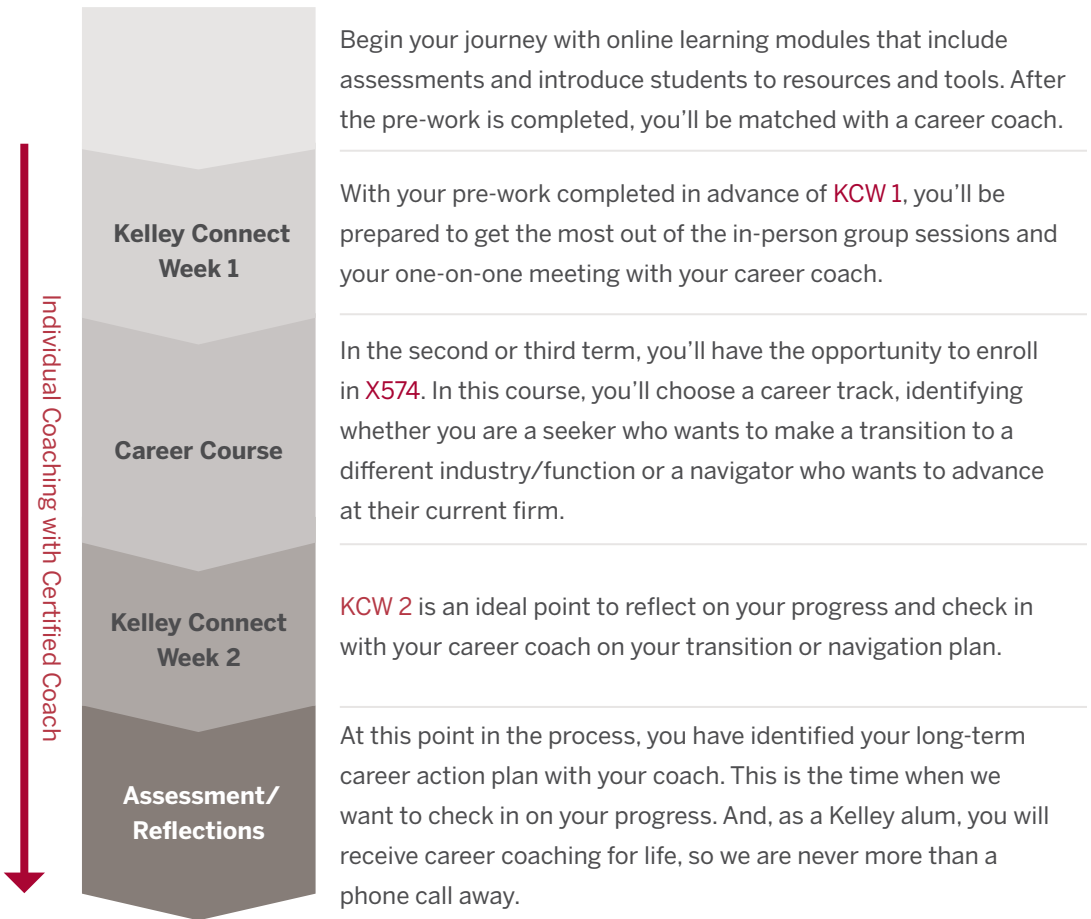 Begin your journey with online learning modules that include
assessments and introduce students to resources and tools. After
the pre-work is completed, you’ll be matched with a career coach.
Kelley Connect
Week 1
With your pre-work completed in advance of KCW 1, you’ll be
prepared to get the most out of the in-person group sessions and
your one-on-one meeting with your career coach.
Career Course
In the second or third term, you’ll have the opportunity to enroll
in X574. In this course, you’ll choose a career track, identifying
whether you are a seeker who wants to make a transition to a
different industry/function or a navigator who wants to advance
at their current firm.
Kelley Connect
Week 2
KCW 2 is an ideal point to reflect on your progress and check in
with your career coach on your transition or navigation plan.
Assessment/
Reflections
At this point in the process, you have identified your long-term
career action plan with your coach. This is the time when we
want to check in on your progress. And, as a Kelley alum, you will
receive career coaching for life, so we are never more than a
phone call away.
Individual Coaching with Certified Coach